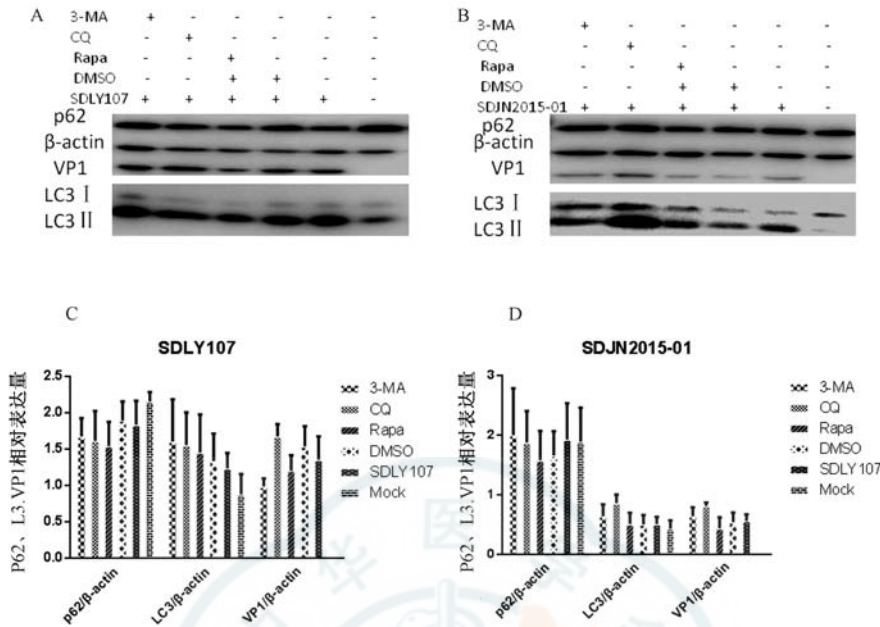 A
3-MA + - - - - -
CQ - + - - - -
Rapa - - + - - -
DMSO - - + + - -
SDLY107 + + + + + -
p62
β-actin
VP1
LC3 Ⅰ
LC3 Ⅱ
B
3-MA + - - - - -
CQ - + - - - -
Rapa - - + - - -
DMSO - - + + - -
SDJN2015-01 + + + + + -
p62
β-actin
VP1
LC3 Ⅰ
LC3 Ⅱ
C
SDLY107
P62、L3.VP1相对表达量
2.5
2.0
1.5
1.0
0.5
0.0
p62/β-actin
LC3/β-actin
VP1/β-actin
3-MA
CQ
Rapa
DMSO
SDLY107
Mock
D
SDJN2015-01
P62、L3.VP1相对表达量
3
2
1
0
p62/β-actin
LC3/β-actin
VP1/β-actin
3-MA
CQ
Rapa
DMSO
SDLY107
Mock
华医学